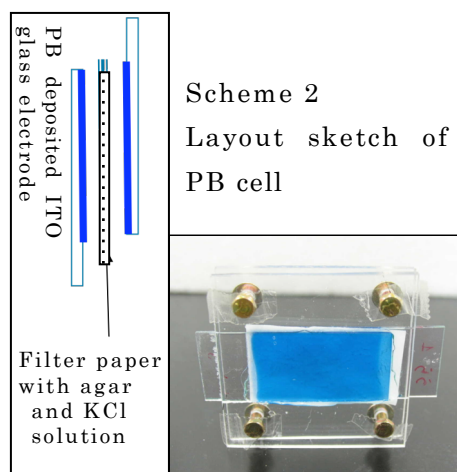 PB deposited ITO
glass electrode
Scheme 2
Layout sketch of
PB cell
Filter paper
with agar
and KCl
solution